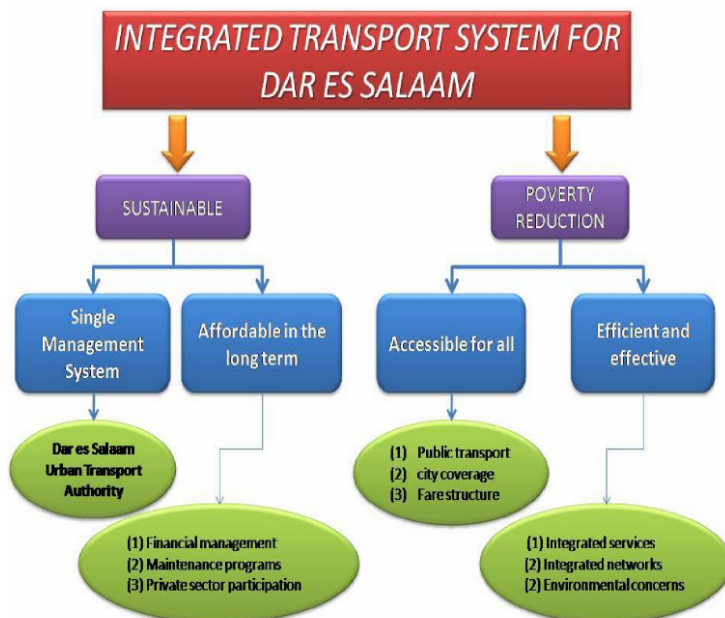 INTEGRATED TRANSPORT SYSTEM FOR
DAR ES SALAAM
SUSTAINABLE
POVERTY
REDUCTION
Single
Management
System
Affordable in the
long term
Accessible for all
Efficient and
effective
Dar es Salaam
Urban Transport
Authority
(1) Public transport
(2) city coverage
(3) Fare structure
(1) Financial management
(2) Maintenance programs
(3) Private sector participation
(1) Integrated services
(2) Integrated networks
(2) Environmental concerns